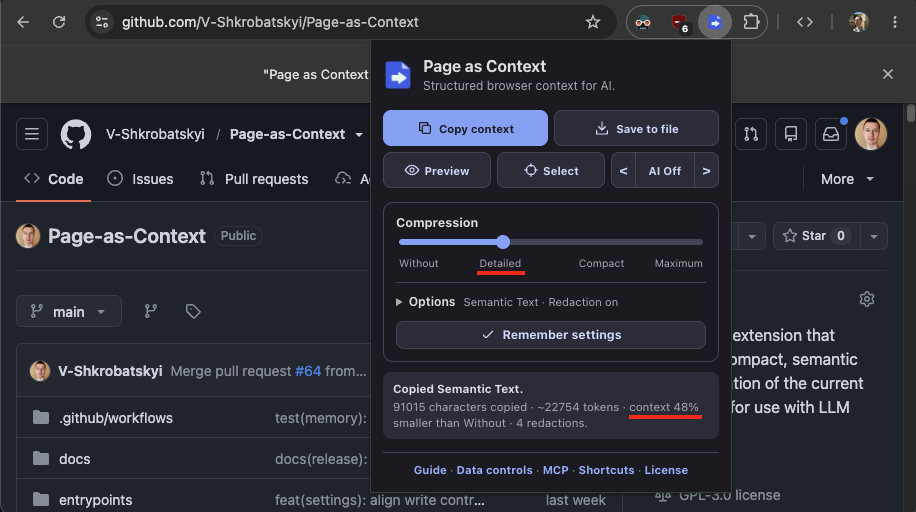 github.com/V-Shkrobatskyi/Page-as-Context
6
"Page as Context
Page as Context
Structured browser context for AI.
Copy context
Save to file
Preview
Select
< AI Off >
V-Shkrobatskyi / Page-as-Context
Code
Issues
Pull requests
A
More
Page-as-Context Public
Star 0
Compression
Without Detailed Compact Maximum
Options Semantic Text · Redaction on
Remember settings
main
extension that
ompact, semantic
tion of the current
for use with LLM
V-Shkrobatskyi Merge pull request #64 from...
.github/workflows test(memory):
docs docs(release):
entrypoints feat(settings): align write contr... last week
Copied Semantic Text.
91015 characters copied · ~22754 tokens · context 48%
smaller than Without · 4 redactions.
Guide · Data controls · MCP · Shortcuts · License
GPL-3.0 license